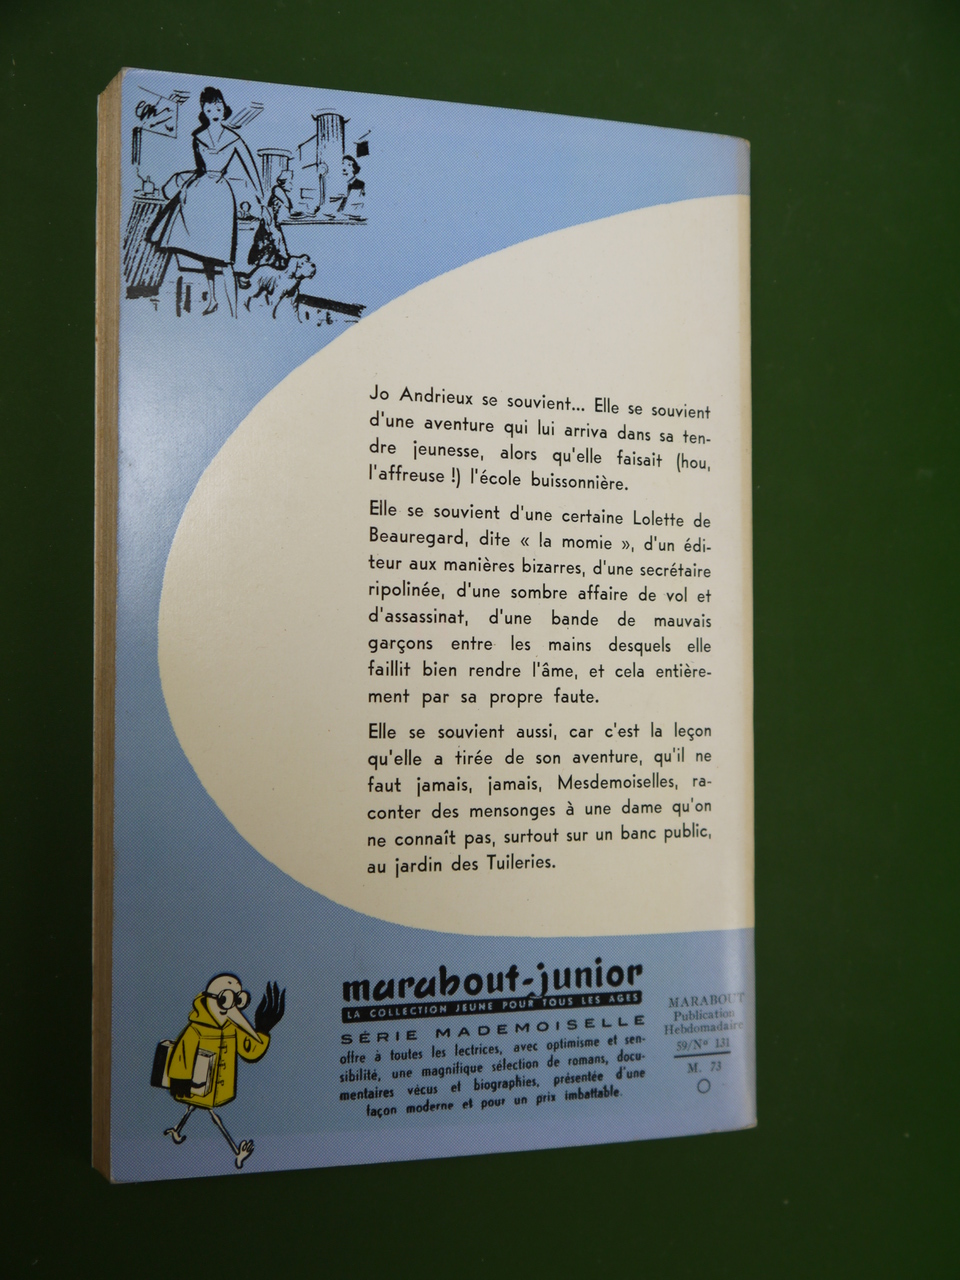 Jo Andrieux se souvient... Elle se souvient
d'une aventure qui lui arriva dans sa ten-
dre jeunesse, alors qu'elle faisait (hou,
l'affreuse !) l'école buissonnière.
Elle se souvient d'une certaine Lolette de
Beauregard, dite « la momie », d'un édi-
teur aux manières bizarres, d'une secrétaire
ripolinée, d'une sombre affaire de vol et
d'assassinat, d'une bande de mauvais
garçons entre les mains desquels elle
faillit bien rendre l'âme, et cela entière-
ment par sa propre faute.
Elle se souvient aussi, car c'est la leçon
qu'elle a tirée de son aventure, qu'il ne
faut jamais, jamais, Mesdemoiselles, ra-
conter des mensonges à une dame qu'on
ne connaît pas, surtout sur un banc public,
au jardin des Tuileries.
marabout-junior
LA COLLECTION JEUNE POUR TOUS LES AGES
SÉRIE MADEMOISELLE
offre à toutes les lectrices, avec optimisme et sen-
sibilité, une magnifique sélection de romans, docu-
mentaires vécus et biographies, présentée d'une
façon moderne et pour un prix imbattable.
MARABOUT
Publication
Hebdomadaire
59/N° 131
M. 73